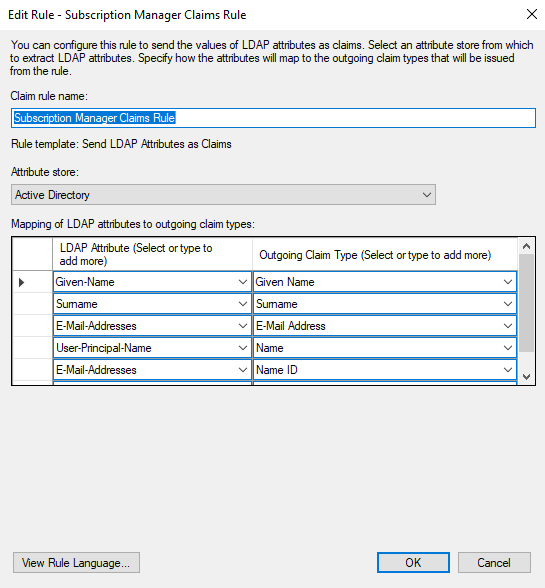 Edit Rule - Subscription Manager Claims Rule
You can configure this rule to send the values of LDAP attributes as claims. Select an attribute store from which
to extract LDAP attributes. Specify how the attributes will map to the outgoing claim types that will be issued
from the rule.
Claim rule name:
Subscription Manager Claims Rule
Rule template: Send LDAP Attributes as Claims
Attribute store:
Active Directory
Mapping of LDAP attributes to outgoing claim types:
LDAP Attribute (Select or type to
add more)
Outgoing Claim Type (Select or type to add more)
Given-Name Given Name
Surname Surname
E-Mail-Addresses E-Mail Address
User-Principal-Name Name
E-Mail-Addresses Name ID
View Rule Language... OK Cancel